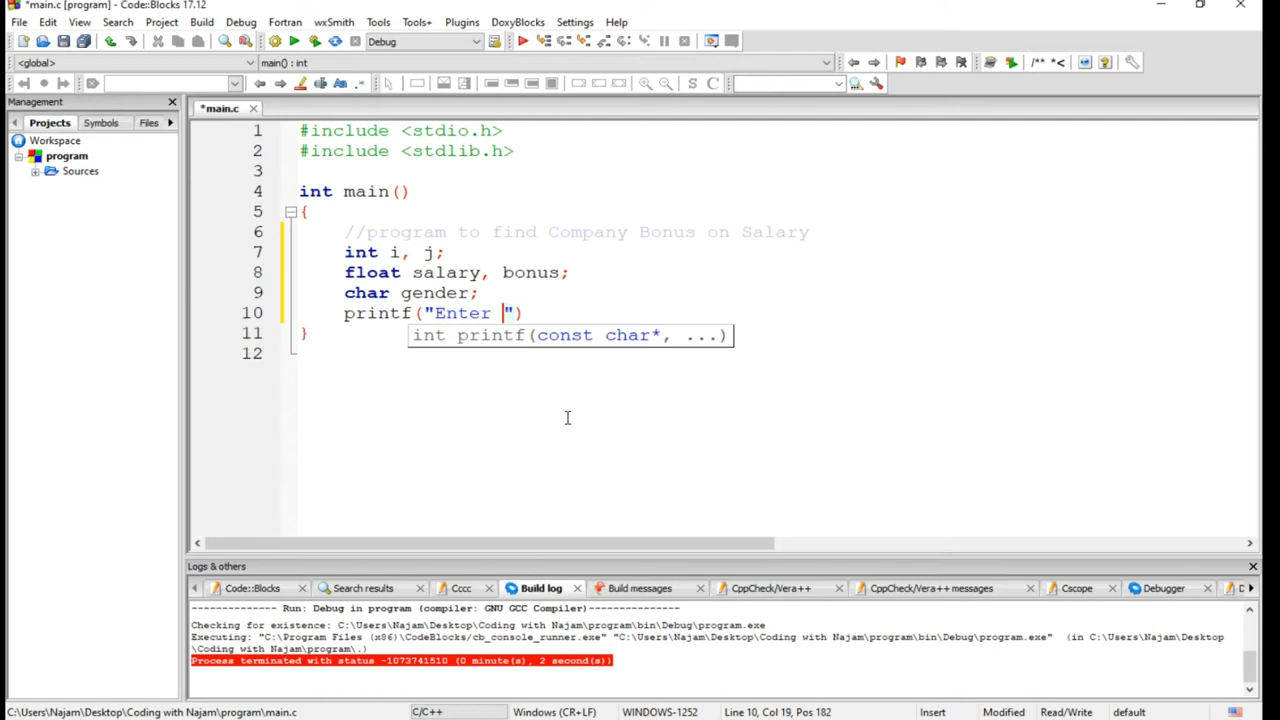 *main.c [program] - Code::Blocks 17.12
File Edit View Search Project Build Debug Fortran wxSmith Tools Tools+ Plugins DoxyBlocks Settings Help
Debug
<global> main() : int
/** *<
S C
Management
Projects Symbols Files
Workspace
program
Sources
*main.c
1 #include <stdio.h>
2 #include <stdlib.h>
3
4 int main()
5 {
6 //program to find Company Bonus on Salary
7 int i, j;
8 float salary, bonus;
9 char gender;
10 printf("Enter ")
int printf(const char*, ...)
11 }
12
Logs & others
Code::Blocks Search results Cccc Build log Build messages CppCheck/Vera++ CppCheck/Vera++ messages Cscope Debugger D
-------------- Run: Debug in program (compiler: GNU GCC Compiler)---------------
Checking for existence: C:\Users\Najam\Desktop\Coding with Najam\program\bin\Debug\program.exe
Executing: "C:\Program Files (x86)\CodeBlocks/cb_console_runner.exe" "C:\Users\Najam\Desktop\Coding with Najam\program\bin\Debug\program.exe" (in C:\Users\Najam\Desktop
\Coding with Najam\program\.)
Process terminated with status -1073741510 (0 minute(s), 2 second(s))
C:\Users\Najam\Desktop\Coding with Najam\program\main.c C/C++ Windows (CR+LF) WINDOWS-1252 Line 10, Col 19, Pos 182 Insert Modified Read/Write default